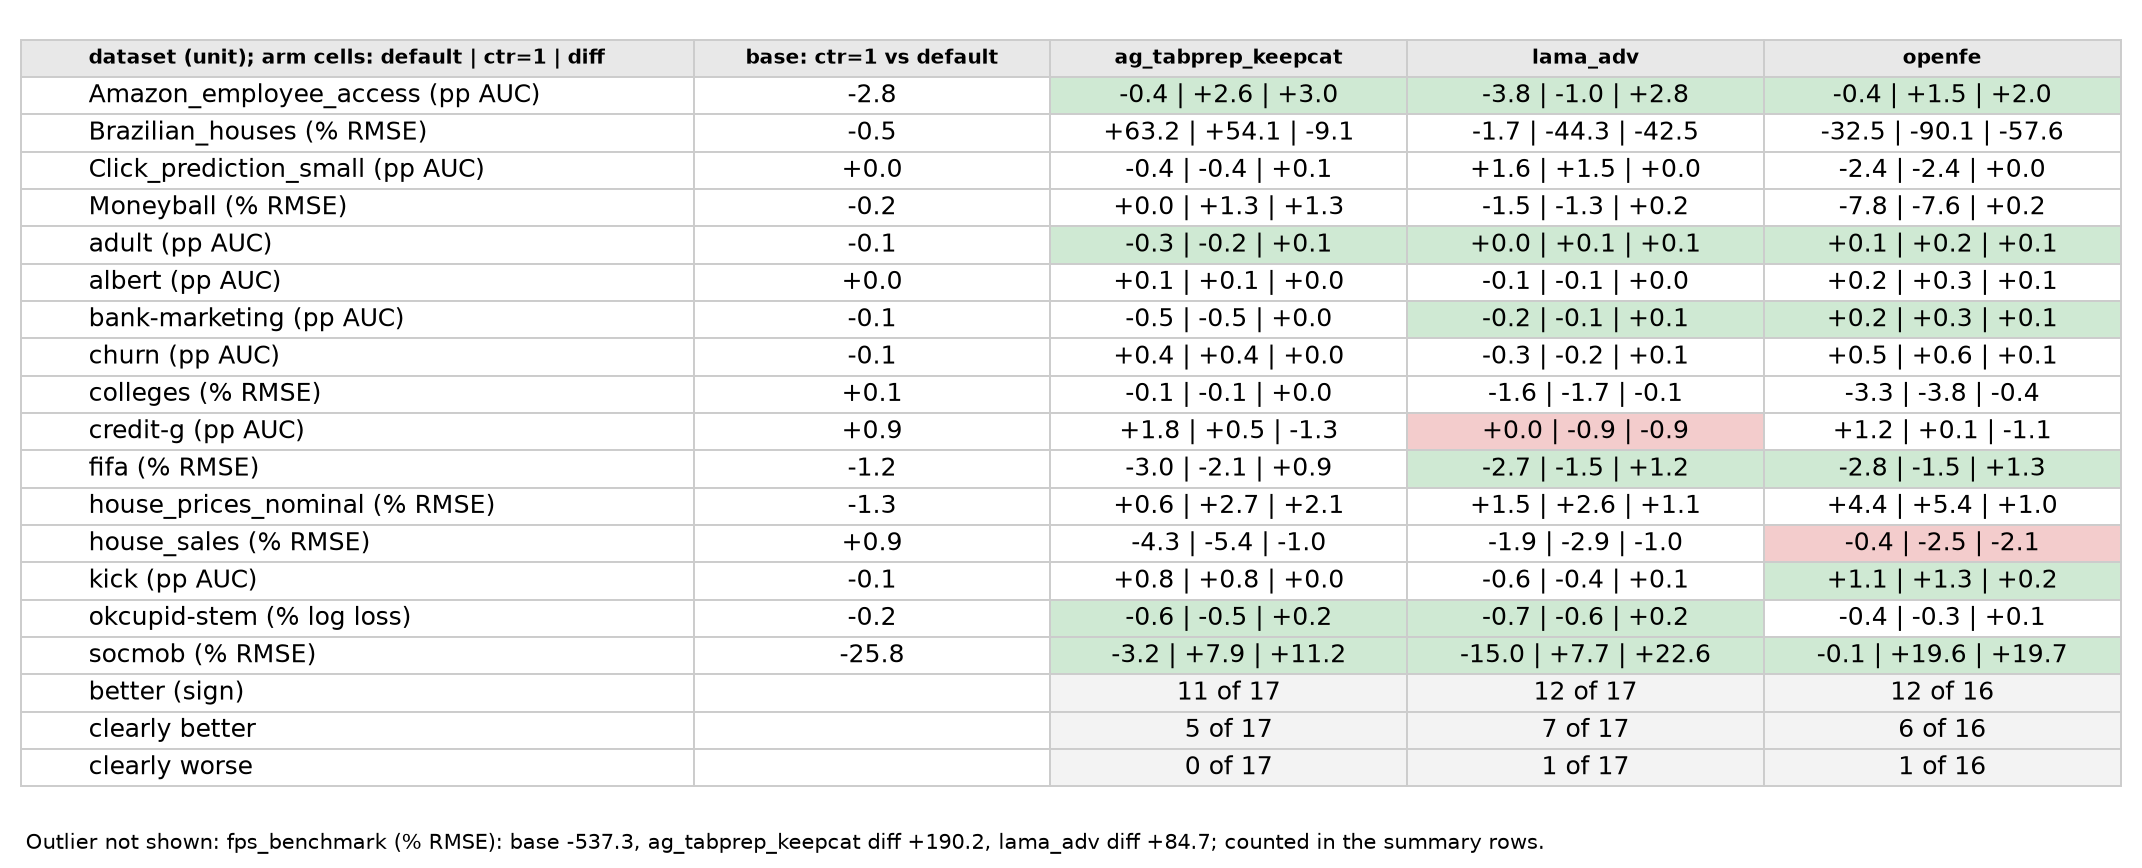 dataset (unit); arm cells: default | ctr=1 | diff base: ctr=1 vs default ag_tabprep_keepcat lama_adv openfe
Amazon_employee_access (pp AUC) -2.8 -0.4 | +2.6 | +3.0 -3.8 | -1.0 | +2.8 -0.4 | +1.5 | +2.0
Brazilian_houses (% RMSE) -0.5 +63.2 | +54.1 | -9.1 -1.7 | -44.3 | -42.5 -32.5 | -90.1 | -57.6
Click_prediction_small (pp AUC) +0.0 -0.4 | -0.4 | +0.1 +1.6 | +1.5 | +0.0 -2.4 | -2.4 | +0.0
Moneyball (% RMSE) -0.2 +0.0 | +1.3 | +1.3 -1.5 | -1.3 | +0.2 -7.8 | -7.6 | +0.2
adult (pp AUC) -0.1 -0.3 | -0.2 | +0.1 +0.0 | +0.1 | +0.1 +0.1 | +0.2 | +0.1
albert (pp AUC) +0.0 +0.1 | +0.1 | +0.0 -0.1 | -0.1 | +0.0 +0.2 | +0.3 | +0.1
bank-marketing (pp AUC) -0.1 -0.5 | -0.5 | +0.0 -0.2 | -0.1 | +0.1 +0.2 | +0.3 | +0.1
churn (pp AUC) -0.1 +0.4 | +0.4 | +0.0 -0.3 | -0.2 | +0.1 +0.5 | +0.6 | +0.1
colleges (% RMSE) +0.1 -0.1 | -0.1 | +0.0 -1.6 | -1.7 | -0.1 -3.3 | -3.8 | -0.4
credit-g (pp AUC) +0.9 +1.8 | +0.5 | -1.3 +0.0 | -0.9 | -0.9 +1.2 | +0.1 | -1.1
fifa (% RMSE) -1.2 -3.0 | -2.1 | +0.9 -2.7 | -1.5 | +1.2 -2.8 | -1.5 | +1.3
house_prices_nominal (% RMSE) -1.3 +0.6 | +2.7 | +2.1 +1.5 | +2.6 | +1.1 +4.4 | +5.4 | +1.0
house_sales (% RMSE) +0.9 -4.3 | -5.4 | -1.0 -1.9 | -2.9 | -1.0 -0.4 | -2.5 | -2.1
kick (pp AUC) -0.1 +0.8 | +0.8 | +0.0 -0.6 | -0.4 | +0.1 +1.1 | +1.3 | +0.2
okcupid-stem (% log loss) -0.2 -0.6 | -0.5 | +0.2 -0.7 | -0.6 | +0.2 -0.4 | -0.3 | +0.1
socmob (% RMSE) -25.8 -3.2 | +7.9 | +11.2 -15.0 | +7.7 | +22.6 -0.1 | +19.6 | +19.7
better (sign) 11 of 17 12 of 17 12 of 16
clearly better 5 of 17 7 of 17 6 of 16
clearly worse 0 of 17 1 of 17 1 of 16
Outlier not shown: fps_benchmark (% RMSE): base -537.3, ag_tabprep_keepcat diff +190.2, lama_adv diff +84.7; counted in the summary rows.